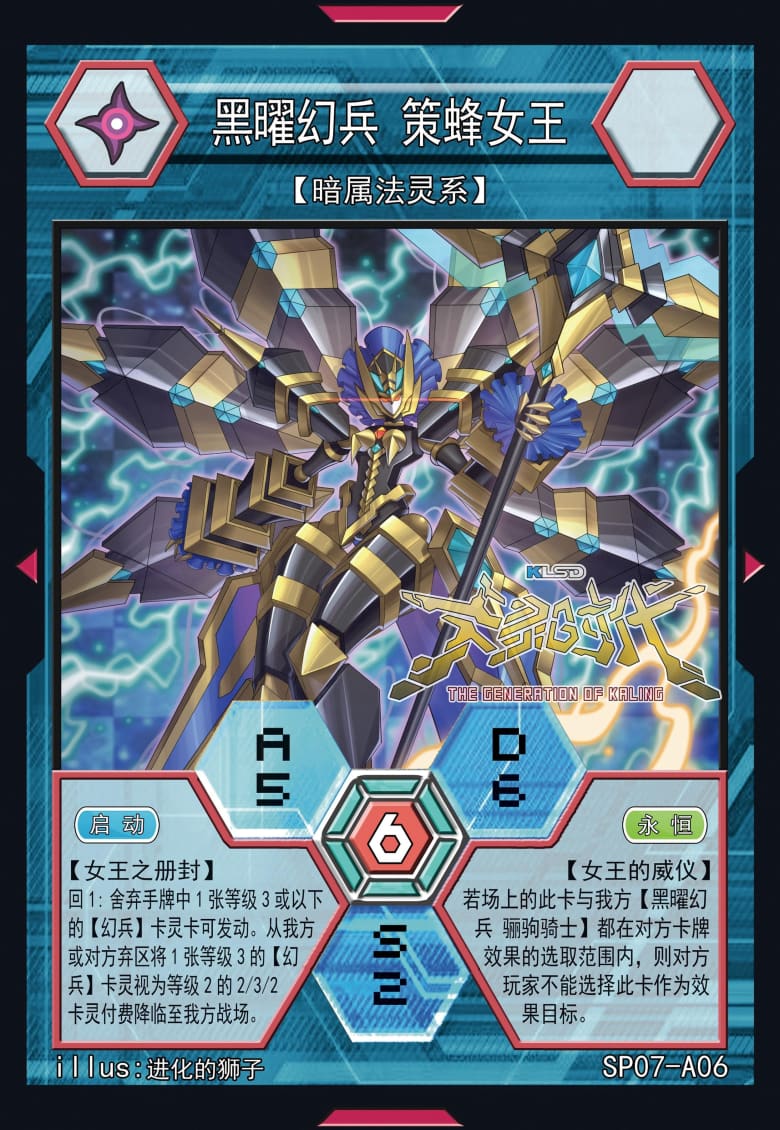 黑曜幻兵 策蜂女王
【暗属法灵系】
KLSD
卡灵时代
THE GENERATION OF KALING
A
5
D
6
6
S
2
启动
【女王之册封】
回1: 舍弃手牌中1张等级3或以下
的【幻兵】卡灵卡可发动。从我方
或对方弃区将1张等级3的【幻
兵】卡灵视为等级2的2/3/2
卡灵付费降临至我方战场。
永恒
【女王的威仪】
若场上的此卡与我方【黑曜幻
兵 骊驹骑士】都在对方卡牌
效果的选取范围内，则对方
玩家不能选择此卡作为效
果目标。
illus:进化的狮子
SP07-A06